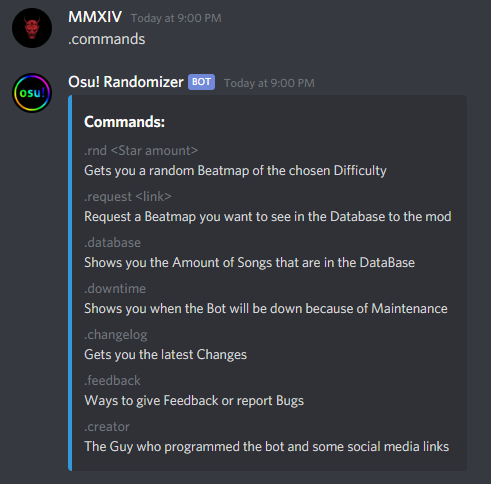 MMXIV Today at 9:00 PM
.commands
osu!
Osu! Randomizer BOT Today at 9:00 PM
Commands:
.rnd <Star amount>
Gets you a random Beatmap of the chosen Difficulty
.request <link>
Request a Beatmap you want to see in the Database to the mod
.database
Shows you the Amount of Songs that are in the DataBase
.downtime
Shows you when the Bot will be down because of Maintenance
.changelog
Gets you the latest Changes
.feedback
Ways to give Feedback or report Bugs
.creator
The Guy who programmed the bot and some social media links